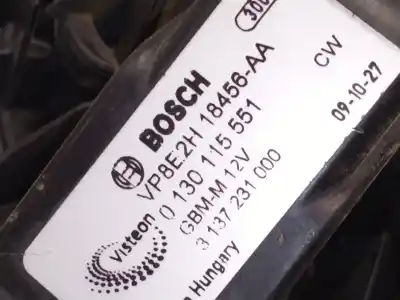 300
BOSCH
CW
VP8E2H 18456-AA
09-10-27
0 130 115 551
GBM-M 12V
3 137 231 000
Visteon
Hungary